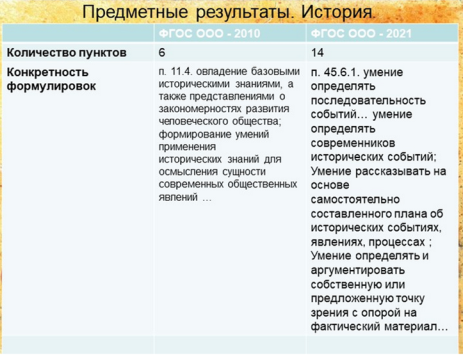 Предметные результаты. История.
ФГОС ООО - 2010
ФГОС ООО - 2021
Количество пунктов
6
14
Конкретность
формулировок
п. 11.4. овладение базовыми
историческими знаниями, а
также представлениями о
закономерностях развития
человеческого общества;
формирование умений
применения
исторических знаний для
осмысления сущности
современных общественных
явлений …
п. 45.6.1. умение
определять
последовательность
событий… умение
определять
современников
исторических событий;
Умение рассказывать на
основе
самостоятельно
составленного плана об
исторических событиях,
явлениях, процессах ;
Умение определять и
аргументировать
собственную или
предложенную точку
зрения с опорой на
фактический материал…